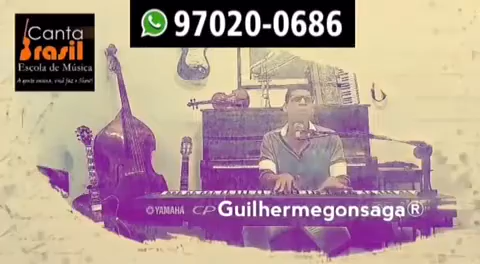 Canta
Brasil
Escola de Música
97020-0686
YAMAHA CP
Guilhermegonsaga®